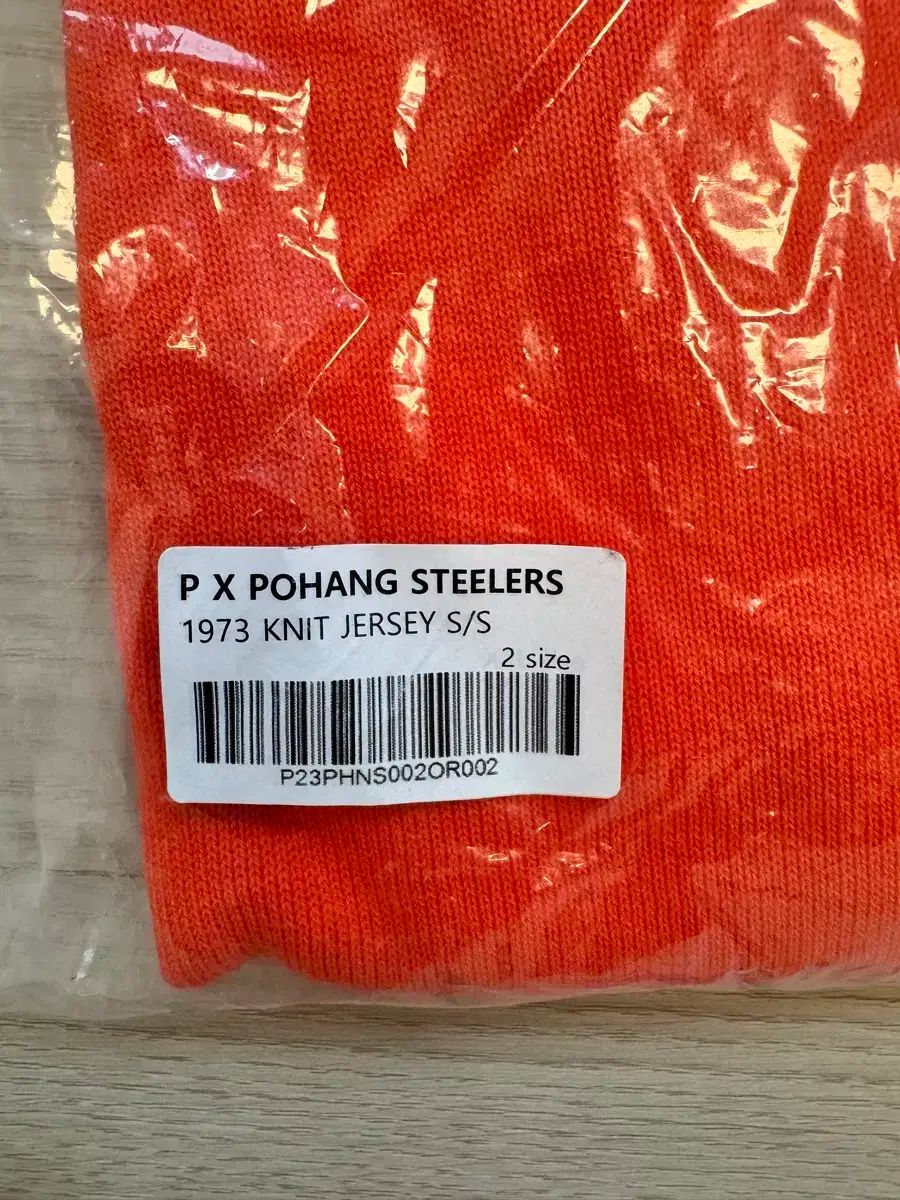 P X POHANG STEELERS
1973 KNIT JERSEY S/S
2 size
P23PHNS002OR002